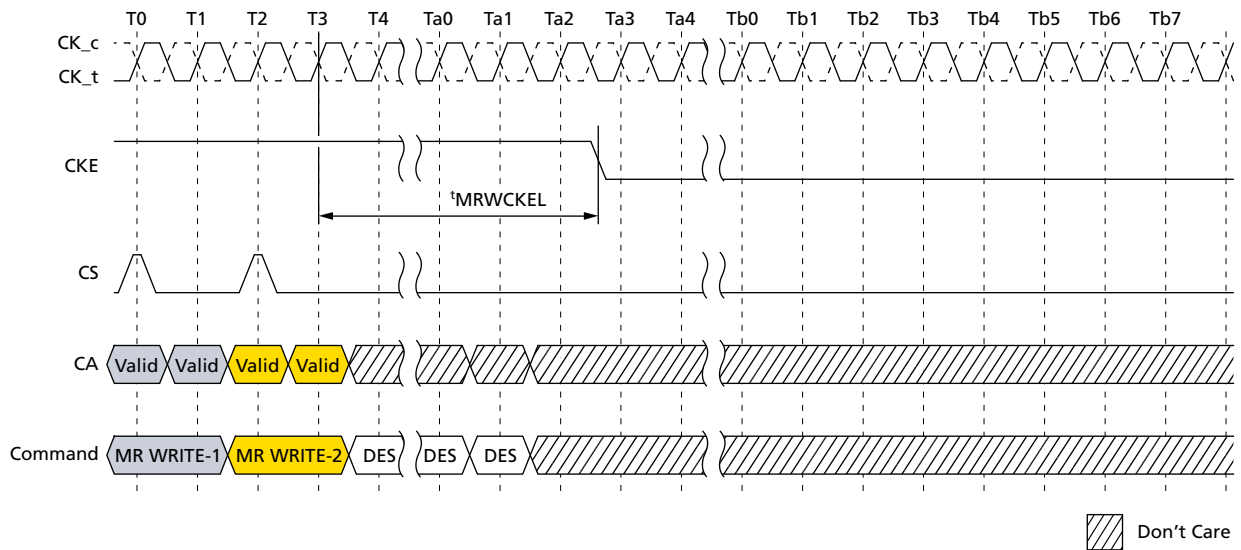 T0 T1 T2 T3 T4 Ta0 Ta1 Ta2 Ta3 Ta4 Tb0 Tb1 Tb2 Tb3 Tb4 Tb5 Tb6 Tb7
CK_c
CK_t
CKE
tMRWCKEL
CS
CA Valid Valid Valid Valid
Command MR WRITE-1 MR WRITE-2 DES DES DES
Don't Care